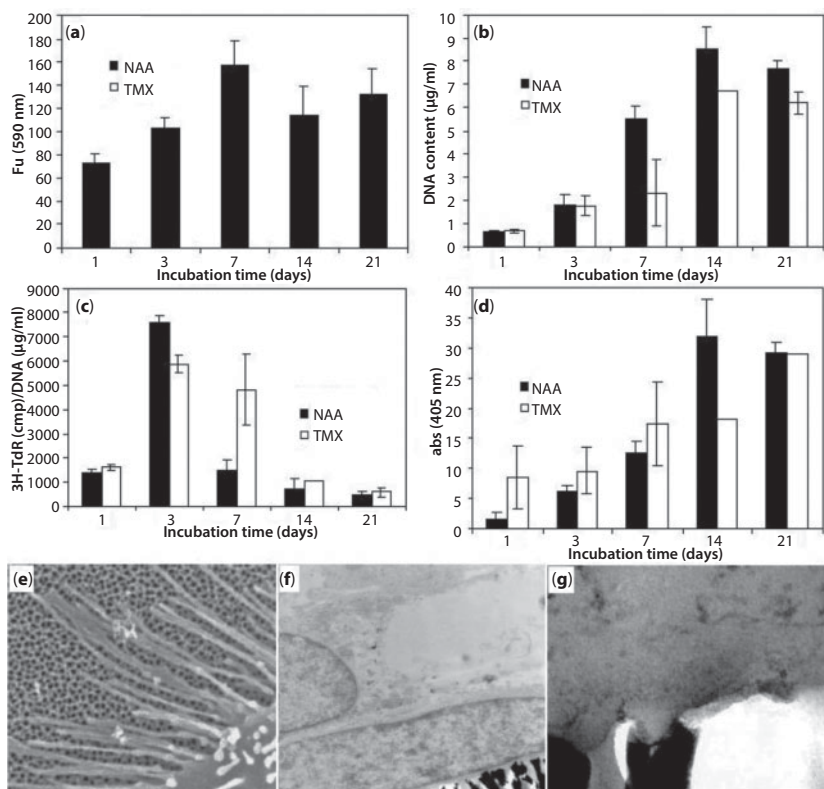 (a)
Fu (590 nm)
200
180
160
140
120
100
80
60
40
20
0
NAA
TMX
1 3 7 14 21
Incubation time (days)
(b)
DNA content (µg/ml)
10
9
8
7
6
5
4
3
2
1
0
NAA
TMX
1 3 7 14 21
Incubation time (days)
(c)
3H-TdR (cmp)/DNA (µg/ml)
9000
8000
7000
6000
5000
4000
3000
2000
1000
0
NAA
TMX
1 3 7 14 21
Incubation time (days)
(d)
abs (405 nm)
40
35
30
25
20
15
10
5
0
NAA
TMX
1 3 7 14 21
Incubation time (days)
(e)
(f)
(g)